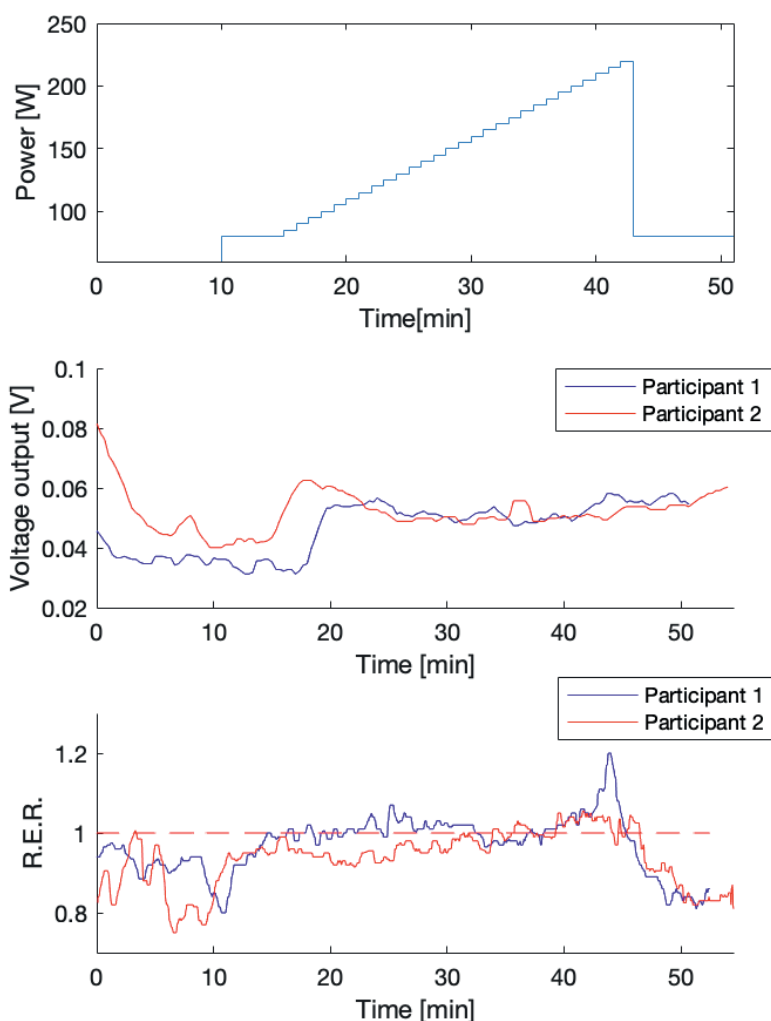 250
200
150
100
Power [W]
0 10 20 30 40 50
Time[min]
0.1
0.08
0.06
0.04
0.02
Voltage output [V]
Participant 1
Participant 2
0 10 20 30 40 50
Time [min]
1.2
1
0.8
R.E.R.
Participant 1
Participant 2
0 10 20 30 40 50
Time [min]